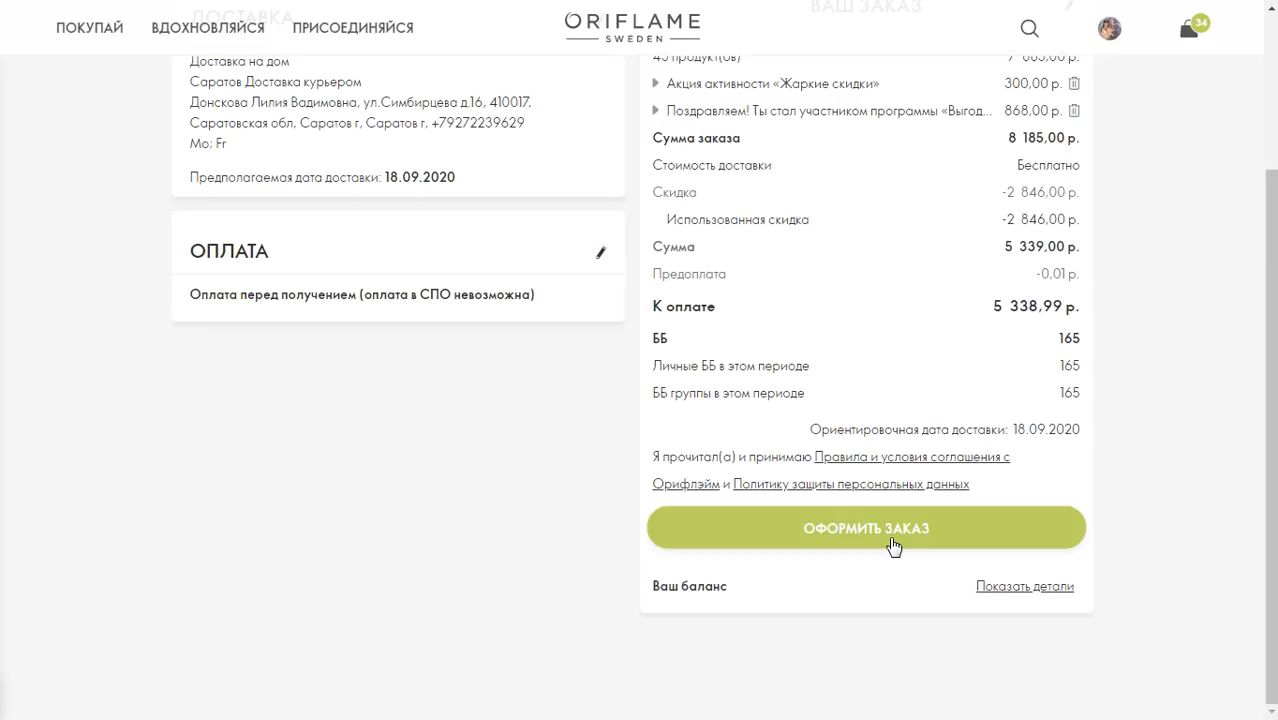 ДОСТАВКА
ВАШ ЗАКАЗ
ПОКУПАЙ
ВДОХНОВЛЯЙСЯ
ПРИСОЕДИНЯЙСЯ
ORIFLAME
SWEDEN
34
Доставка на дом
Саратов Доставка курьером
Донскова Лилия Вадимовна, ул.Симбирцева д.16, 410017,
Саратовская обл, Саратов г, Саратов г, +79272239629
Mo; Fr
Предполагаемая дата доставки: 18.09.2020
ОПЛАТА
Оплата перед получением (оплата в СПО невозможна)
Акция активности «Жаркие скидки» 300,00 р.
Поздравляем! Ты стал участником программы «Выгод... 868,00 р.
Сумма заказа 8 185,00 р.
Стоимость доставки Бесплатно
Скидка -2 846,00 р.
Использованная скидка -2 846,00 р.
Сумма 5 339,00 р.
Предоплата -0,01 р.
К оплате 5 338,99 р.
ББ 165
Личные ББ в этом периоде 165
ББ группы в этом периоде 165
Ориентировочная дата доставки: 18.09.2020
Я прочитал(а) и принимаю Правила и условия соглашения с
Орифлэйм и Политику защиты персональных данных
ОФОРМИТЬ ЗАКАЗ
Ваш баланс Показать детали